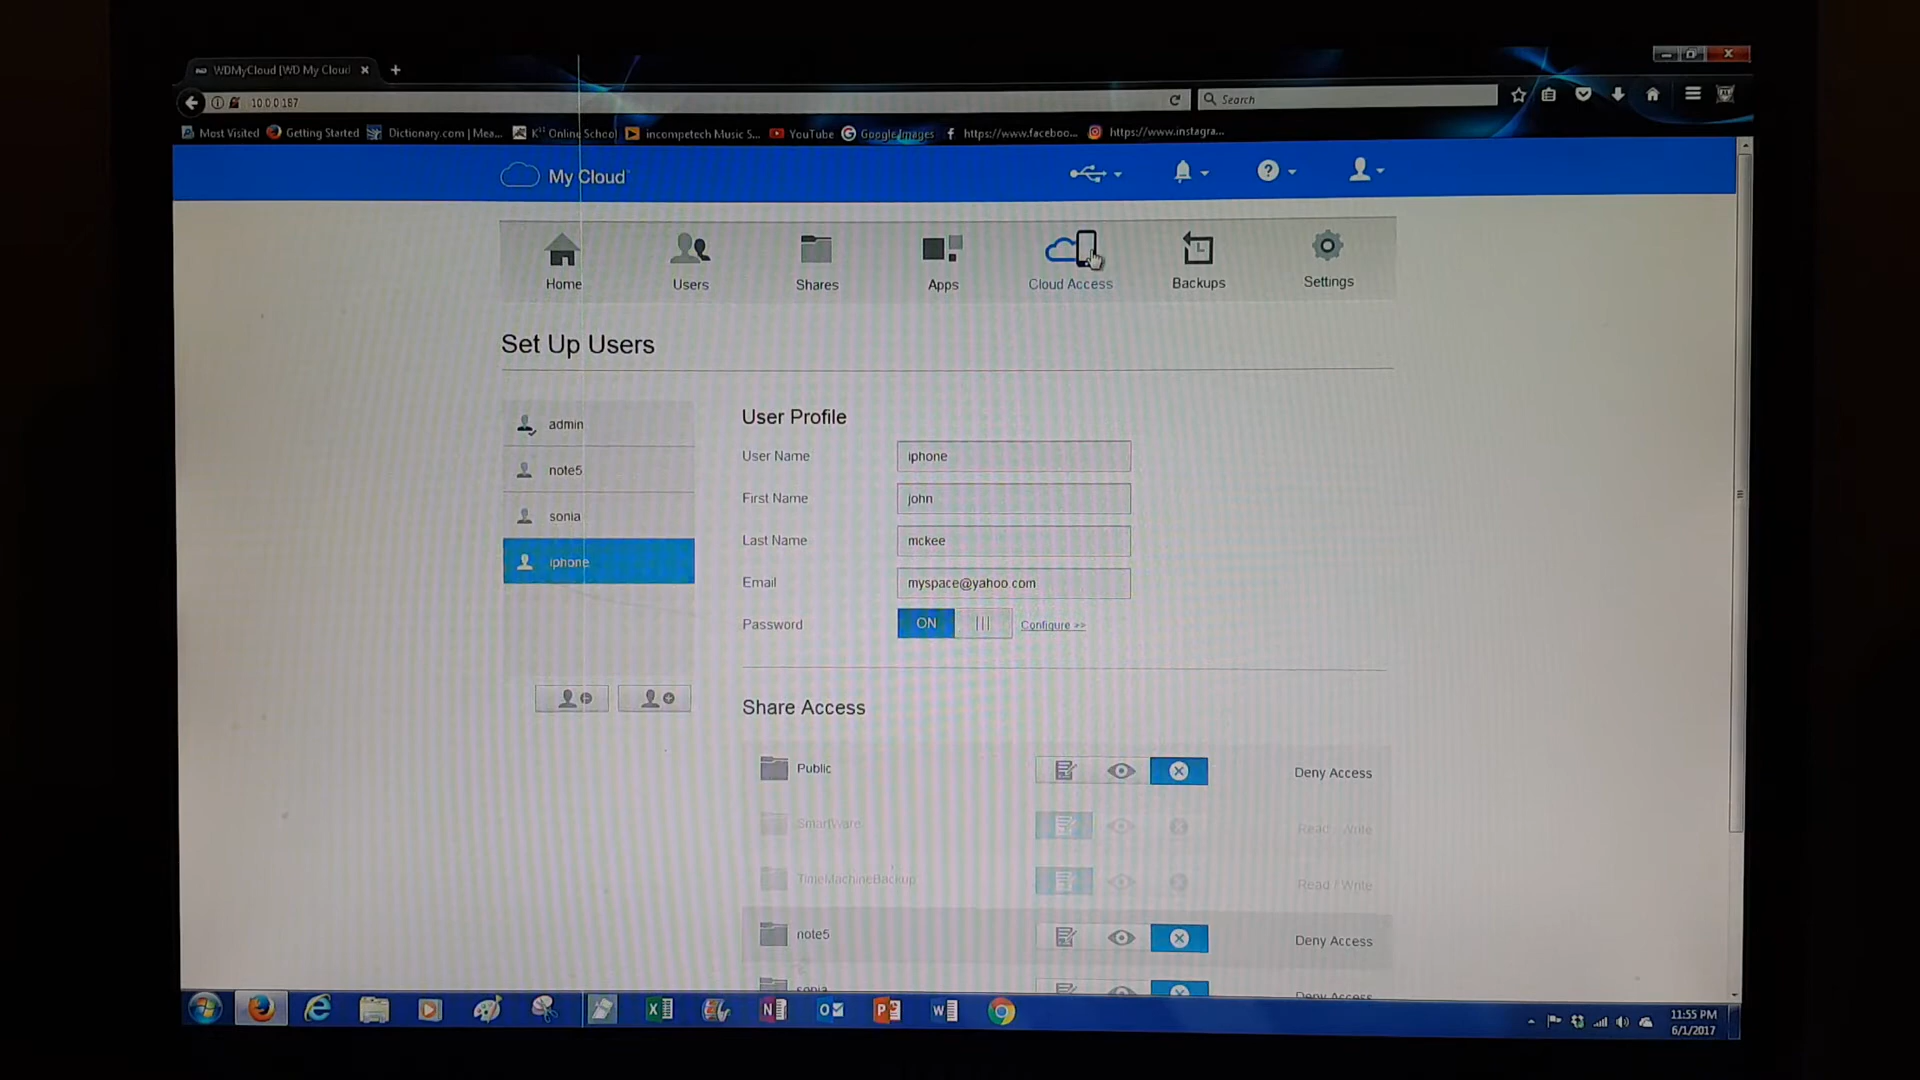 WDMyCloud [WD My Cloud
10.0.0.187
Search
Most Visited Getting Started Dictionary.com | Mea... K¹² Online School incompetech Music S... YouTube Google Images https://www.faceboo... https://www.instagra...
My Cloud
Home Users Shares Apps Cloud Access Backups Settings
Set Up Users
admin
note5
sonia
iphone
User Profile
User Name iphone
First Name john
Last Name mckee
Email myspace@yahoo.com
Password ON Configure >>
Share Access
Public Deny Access
SmartWare Read / Write
TimeMachineBackup Read / Write
note5 Deny Access
sonia Deny Access
11:55 PM
6/1/2017